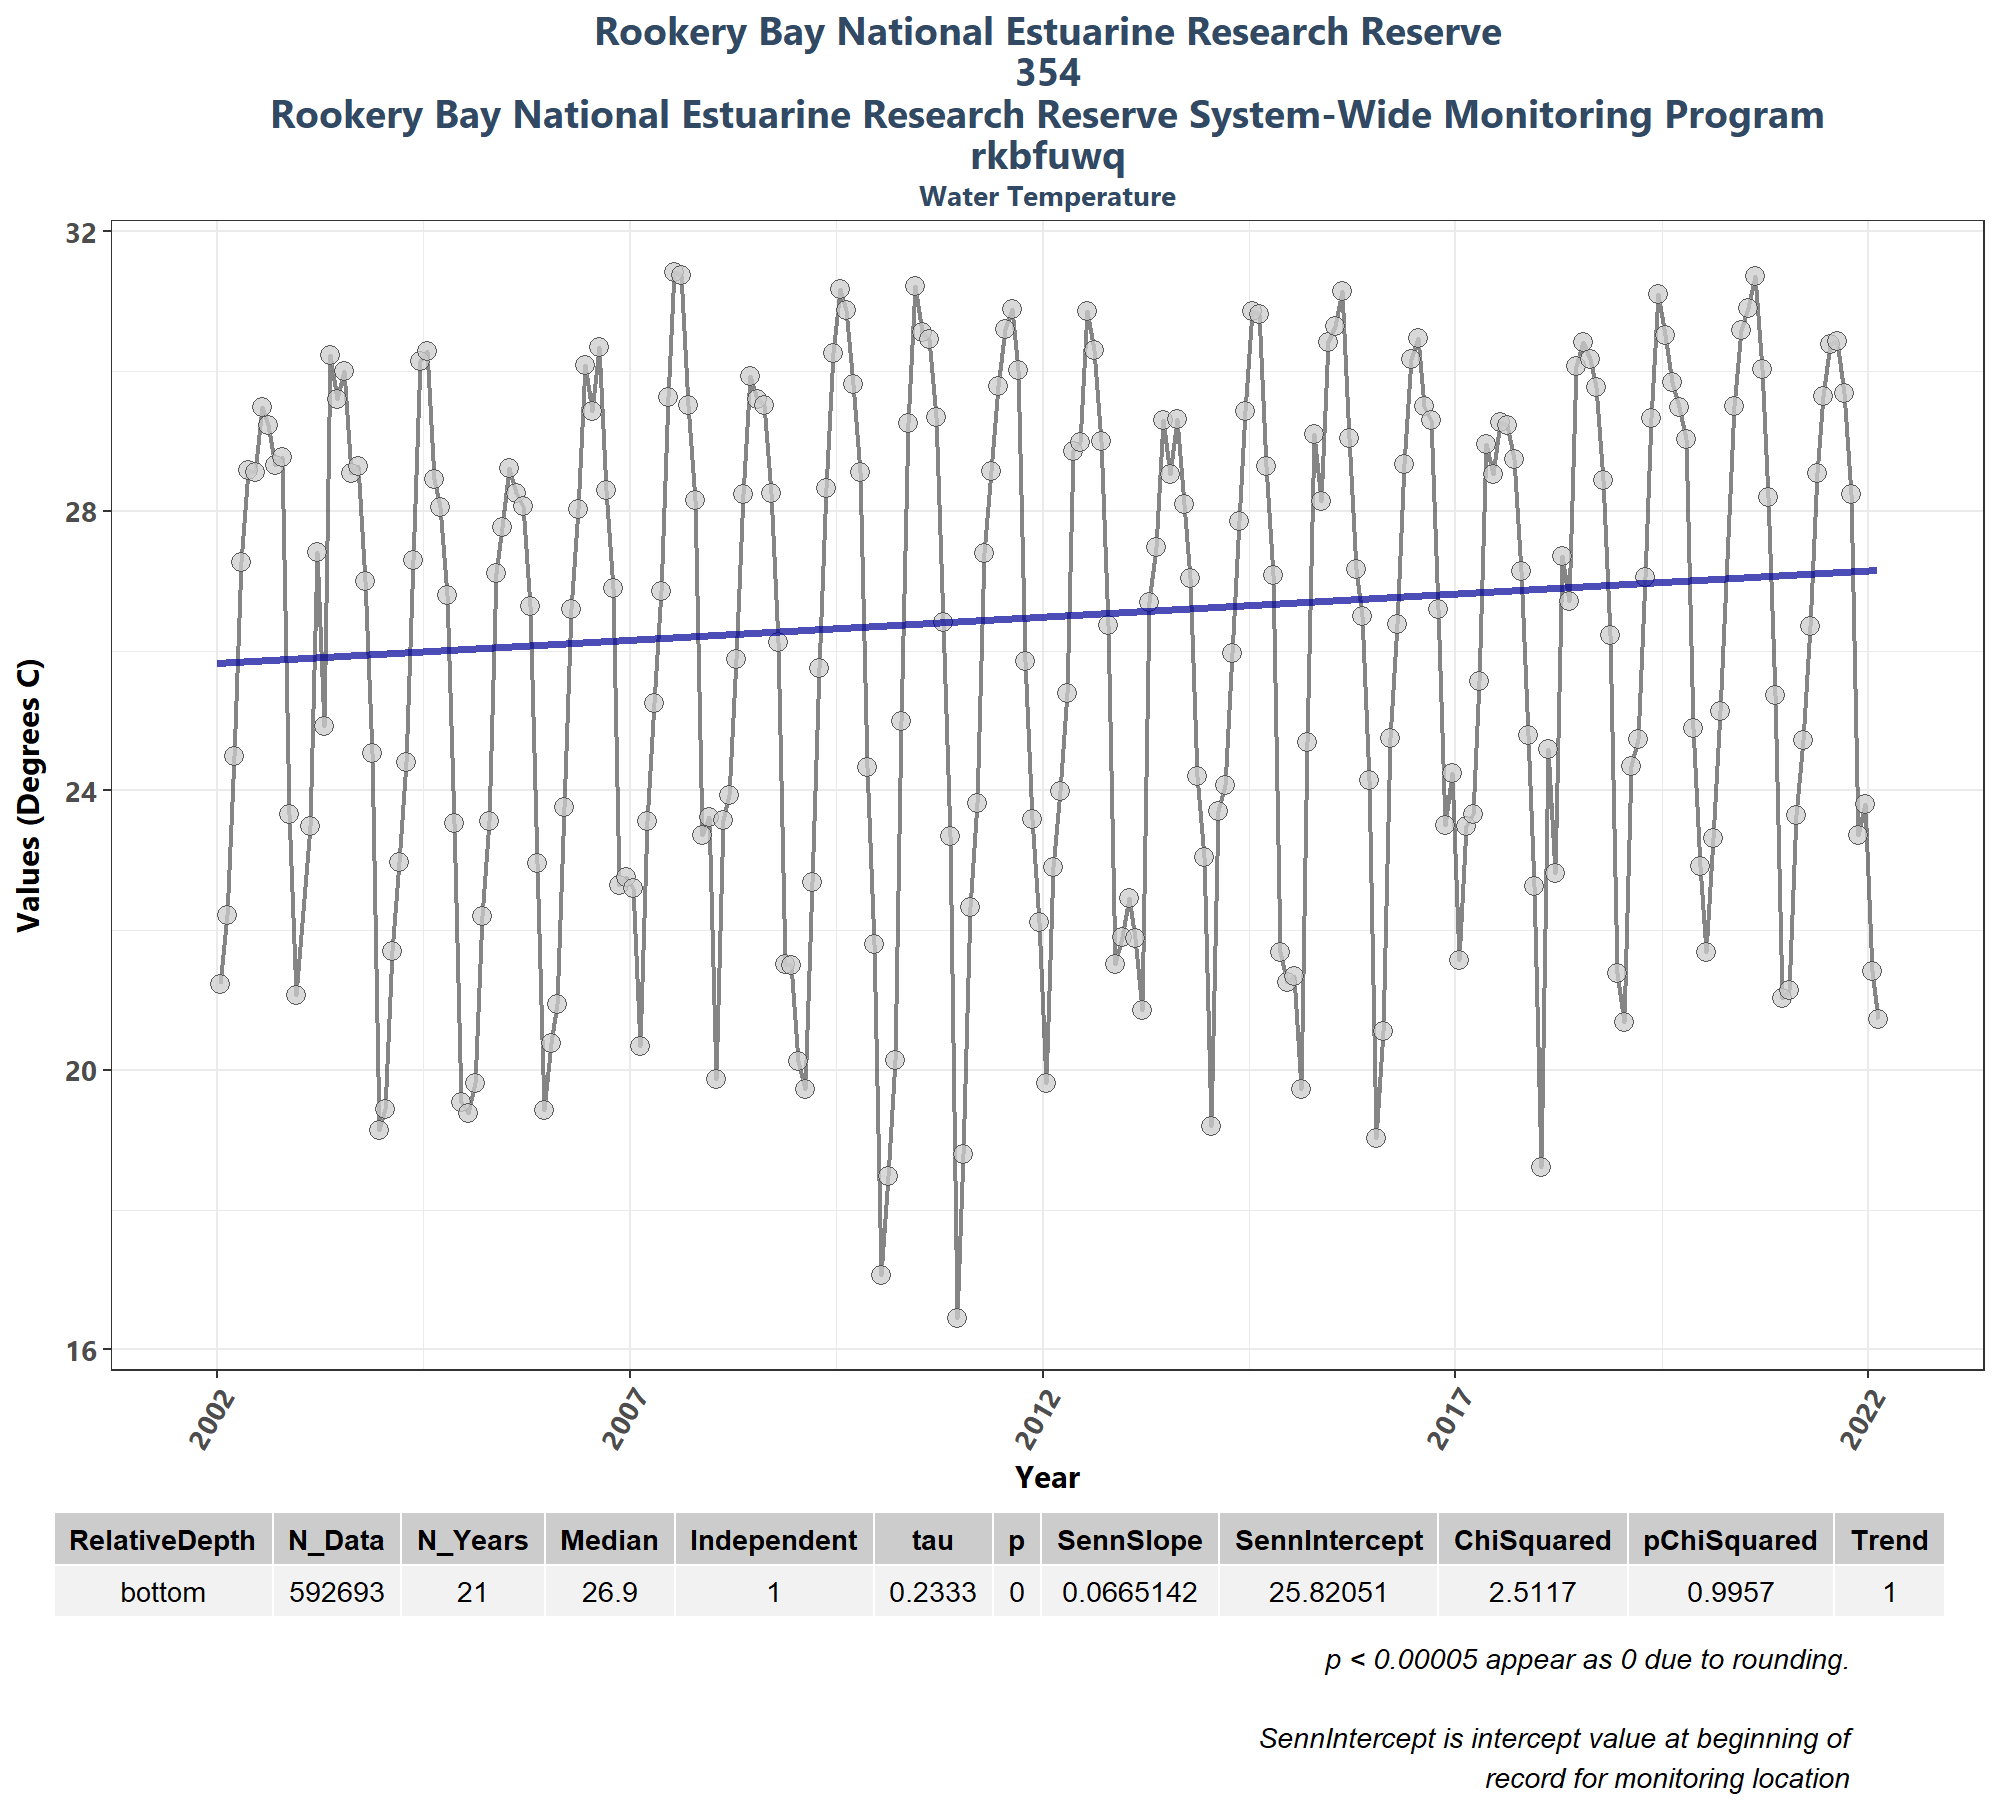 Rookery Bay National Estuarine Research Reserve
354
Rookery Bay National Estuarine Research Reserve System-Wide Monitoring Program
rkbfuwq
Water Temperature
Values (Degrees C)
32
28
24
20
16
2002 2007 2012 2017 2022
Year
RelativeDepth N_Data N_Years Median Independent tau p SennSlope SennIntercept ChiSquared pChiSquared Trend
bottom 592693 21 26.9 1 0.2333 0 0.0665142 25.82051 2.5117 0.9957 1
p < 0.00005 appear as 0 due to rounding.
SennIntercept is intercept value at beginning of
record for monitoring location